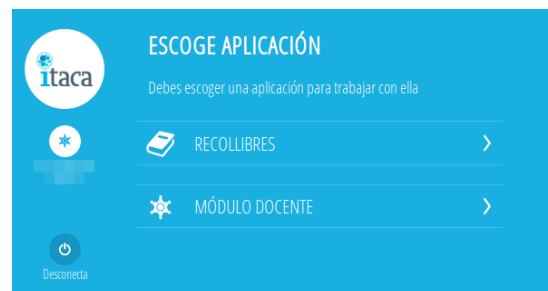 itaca
ESCOGE APLICACIÓN
Debes escoger una aplicación para trabajar con ella
RECOLLIBRES
MÓDULO DOCENTE
Desconecta